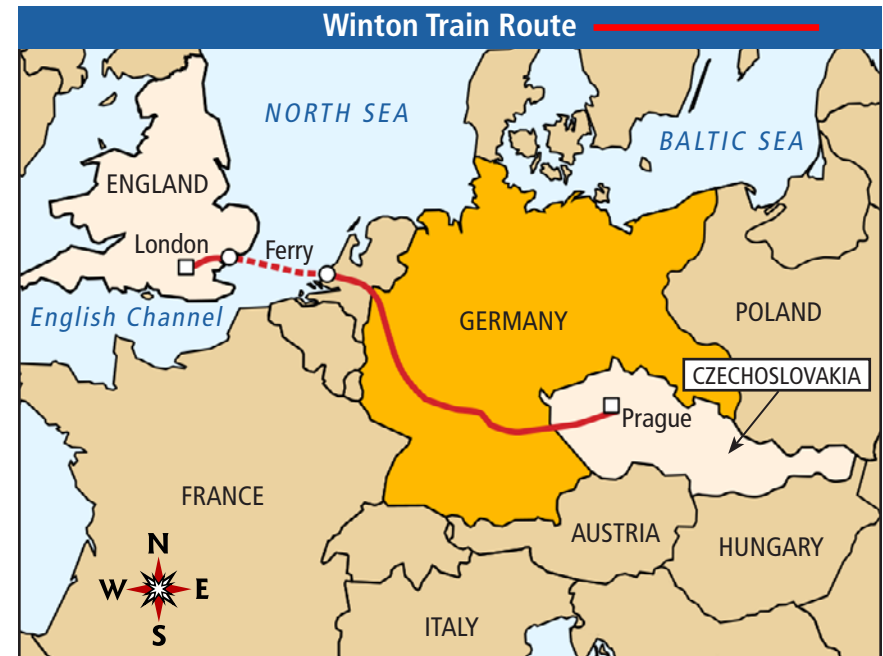 Winton Train Route
NORTH SEA
BALTIC SEA
ENGLAND
London
Ferry
English Channel
GERMANY
POLAND
CZECHOSLOVAKIA
Prague
FRANCE
AUSTRIA
HUNGARY
ITALY
N
W E
S